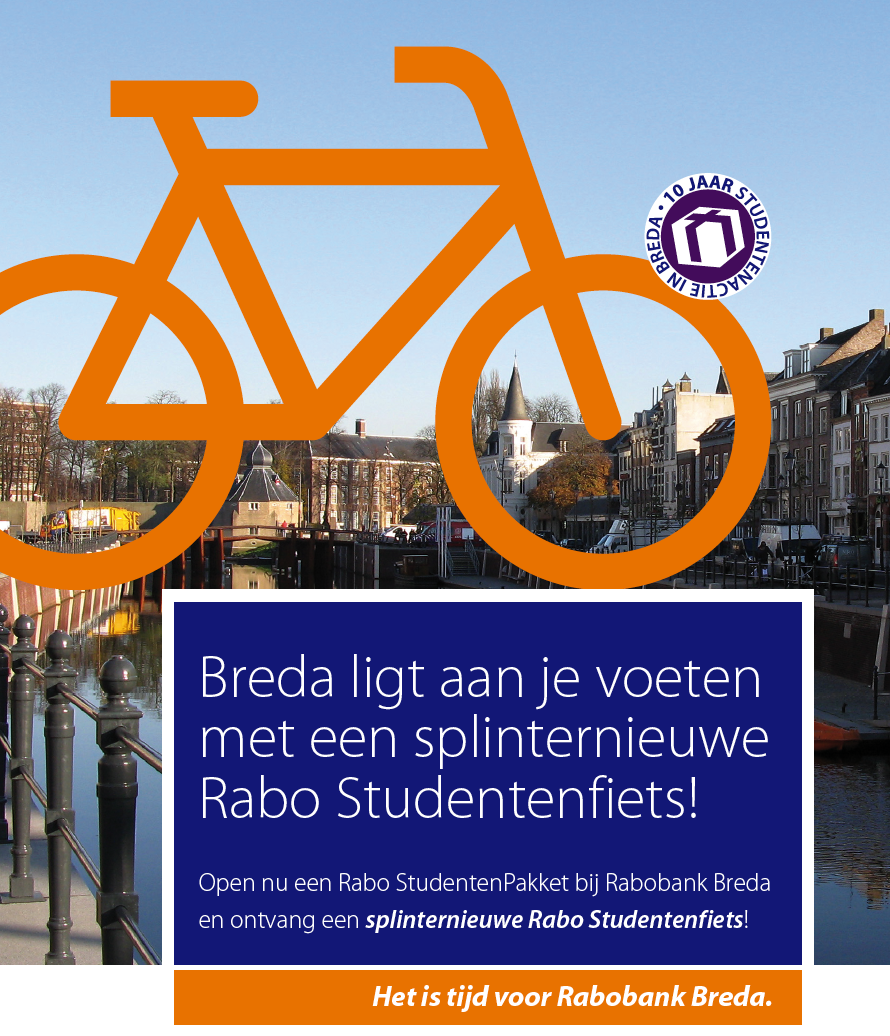 10 JAAR STUDENTENACTIE IN BREDA •
Breda ligt aan je voeten
met een splinternieuwe
Rabo Studentenfiets!
Open nu een Rabo StudentenPakket bij Rabobank Breda
en ontvang een splinternieuwe Rabo Studentenfiets!
Het is tijd voor Rabobank Breda.